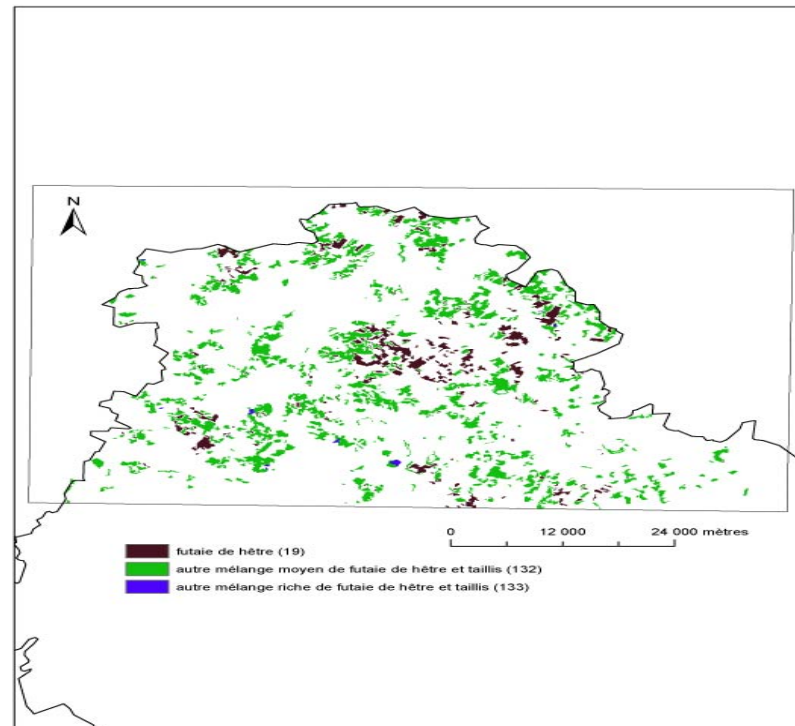 N
0 12 000 24 000 mètres
futaie de hêtre (19)
autre mélange moyen de futaie de hêtre et taillis (132)
autre mélange riche de futaie de hêtre et taillis (133)